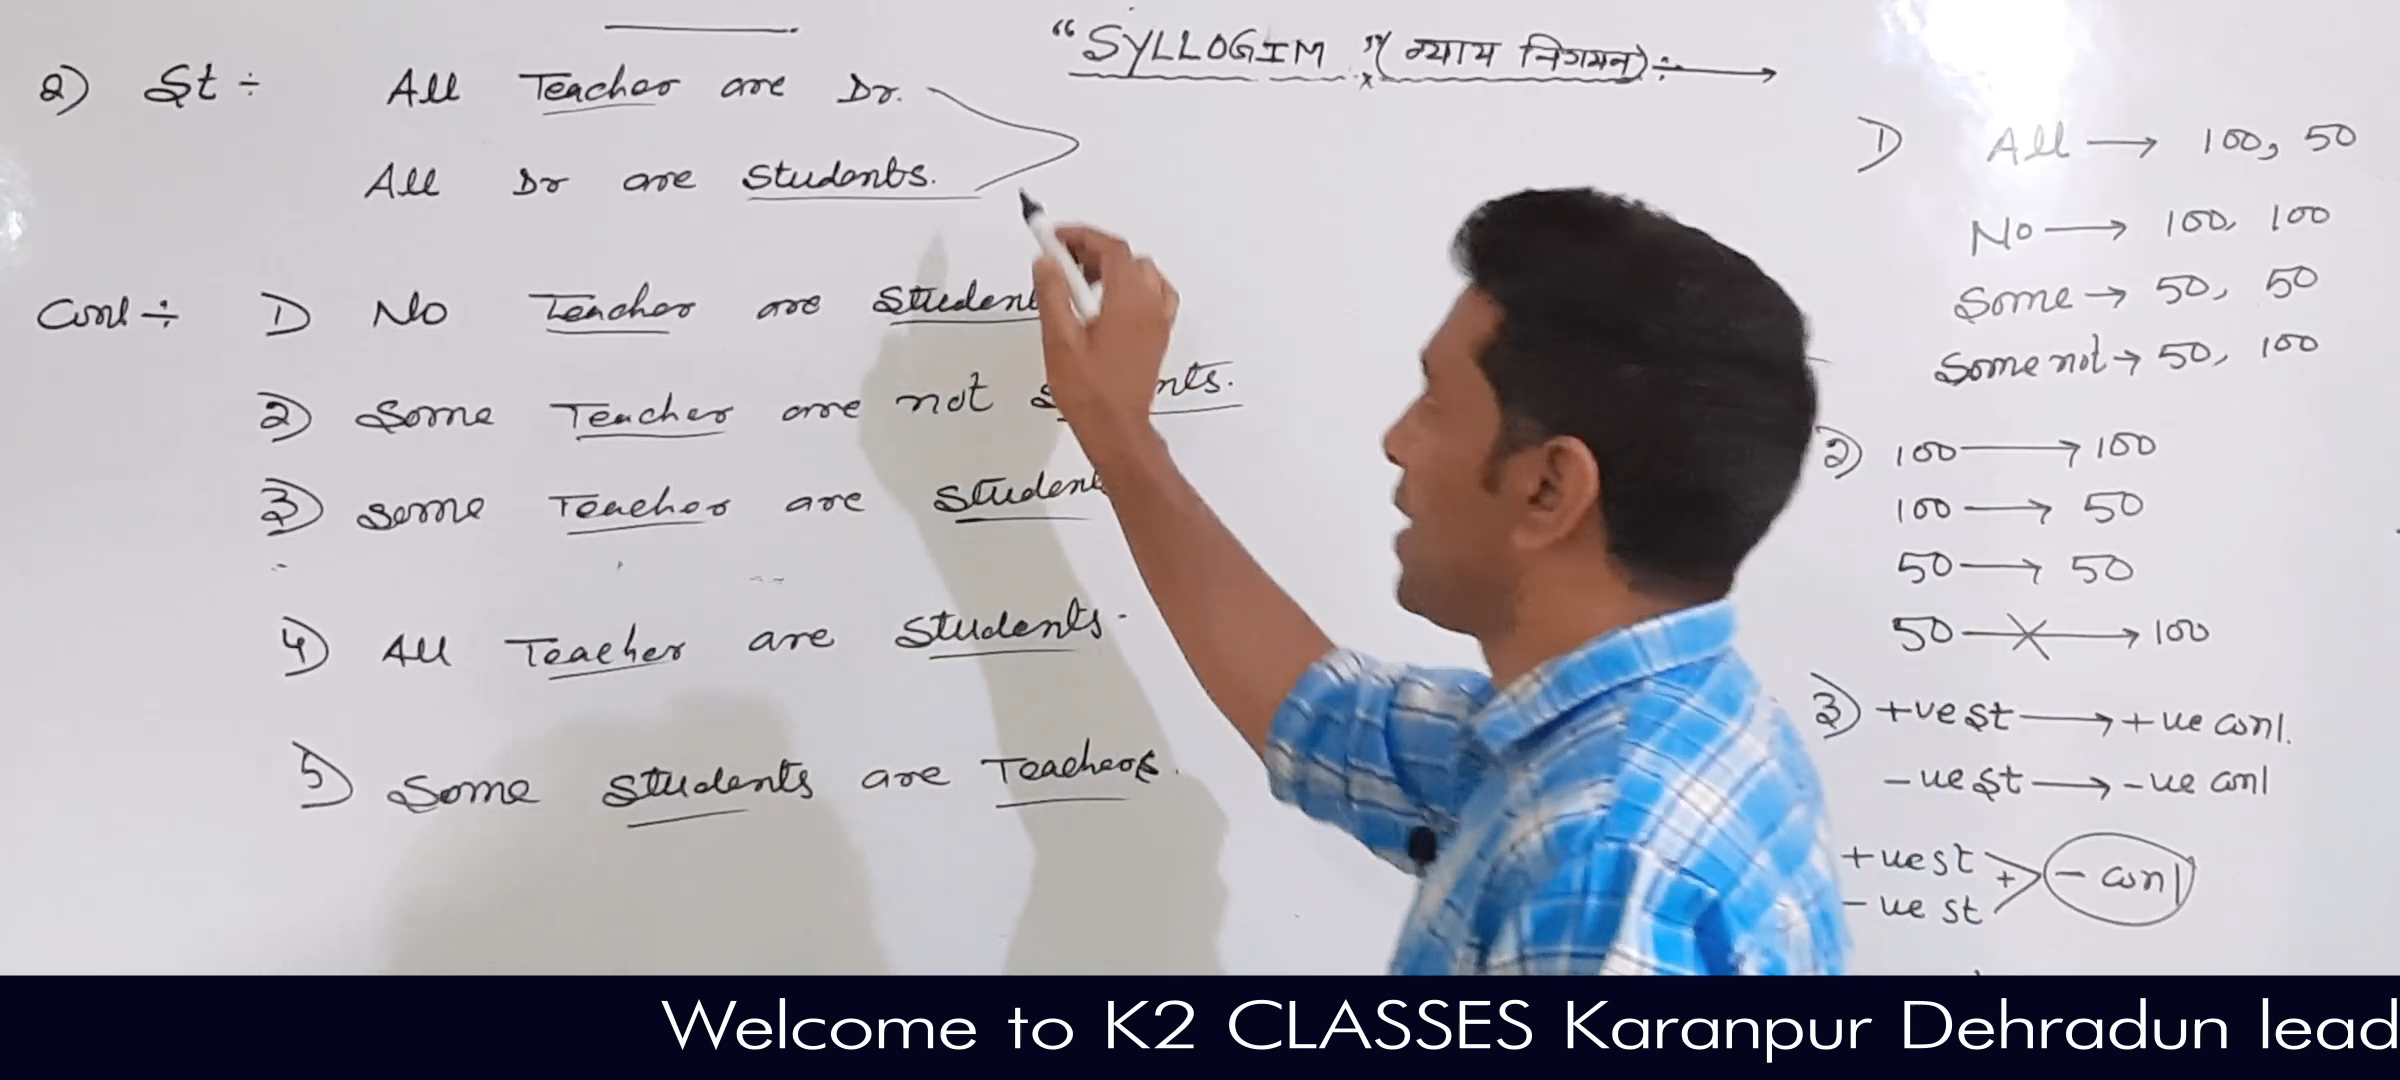 "SYLLOGIM" (न्याय निगमन) ÷ →
2) St ÷ All Teacher are Dr.
All Dr are Students.
Conl ÷ 1) No Teacher are Student
2) Some Teacher are not s nts.
3) Some Teacher are Student
4) All Teacher are Students.
5) Some Students are Teachers.
1) All → 100, 50
No → 100, 100
Some → 50, 50
Some not → 50, 100
2) 100 → 100
100 → 50
50 → 50
50 –×→ 100
3) +ve st → +ve conl.
-ve st → -ve conl
+ve st
+ > - conl
- ve st
Welcome to K2 CLASSES Karanpur Dehradun lead